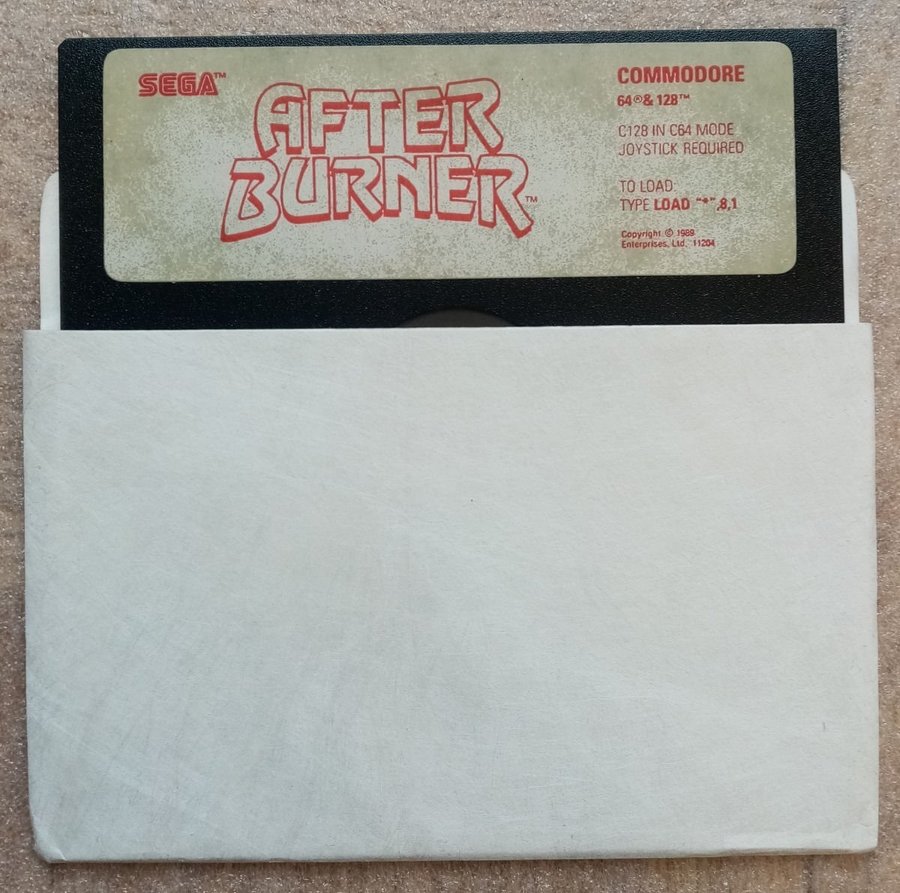 SEGA™
AFTER
BURNER™
COMMODORE
64® & 128™
C128 IN C64 MODE
JOYSTICK REQUIRED
TO LOAD:
TYPE LOAD "*",8,1
Copyright © 1989
Enterprises, Ltd. 11204